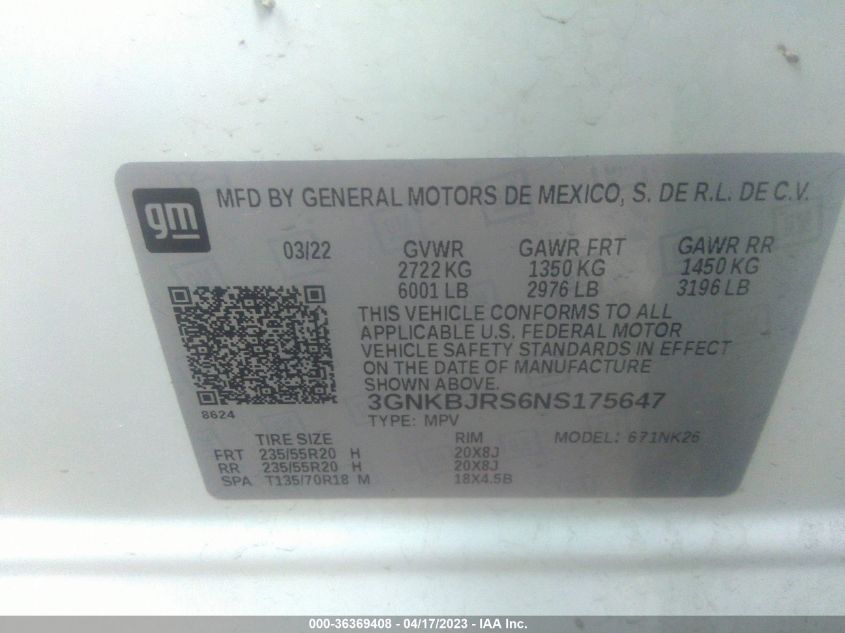 gm
MFD BY GENERAL MOTORS DE MEXICO, S. DE R.L. DE C.V.
03/22 GVWR GAWR FRT GAWR RR
2722 KG 1350 KG 1450 KG
6001 LB 2976 LB 3196 LB
THIS VEHICLE CONFORMS TO ALL
APPLICABLE U.S. FEDERAL MOTOR
VEHICLE SAFETY STANDARDS IN EFFECT
ON THE DATE OF MANUFACTURE
SHOWN ABOVE.
8624
3GNKBJRS6NS175647
TYPE: MPV
TIRE SIZE RIM MODEL: 671NK26
FRT 235/55R20 H 20X8J
RR 235/55R20 H 20X8J
SPA T135/70R18 M 18X4.5B
000-36369408 - 04/17/2023 - IAA Inc.